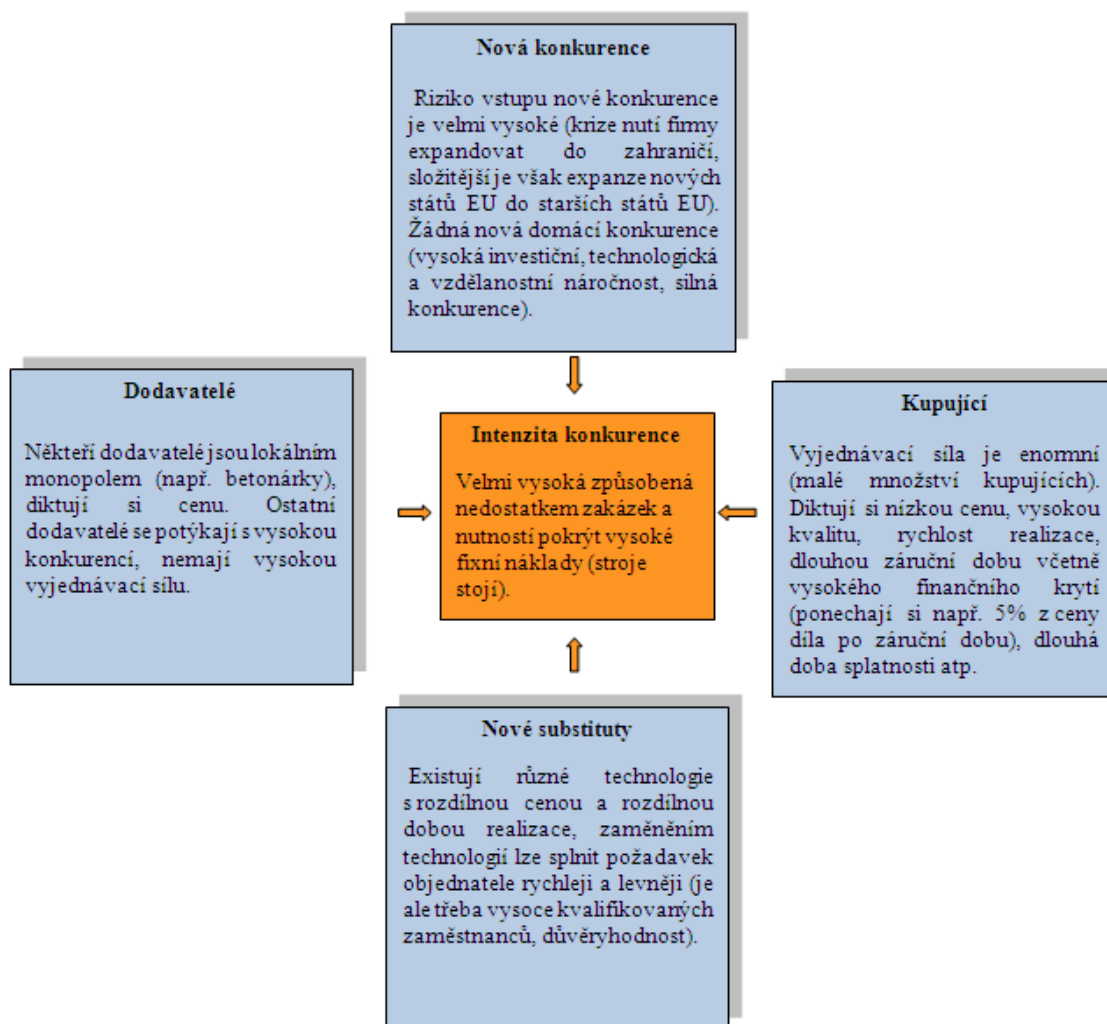 Nová konkurence
Riziko vstupu nové konkurence
je velmi vysoké (krize nutí firmy
expandovat do zahraničí,
složitější je však expanze nových
států EU do starších států EU).
Žádná nová domácí konkurence
(vysoká investiční, technologická
a vzdělanostní náročnost, silná
konkurence).
Dodavatelé
Někteří dodavatelé jsou lokálním
monopolem (např. betonárky),
diktují si cenu. Ostatní
dodavatelé se potýkají s vysokou
konkurencí, nemají vysokou
vyjednávací sílu.
Intenzita konkurence
Velmi vysoká způsobená
nedostatkem zakázek a
nutností pokrýt vysoké
fixní náklady (stroje
stojí).
Kupující
Vyjednávací síla je enormní
(malé množství kupujících).
Diktují si nízkou cenu, vysokou
kvalitu, rychlost realizace,
dlouhou záruční dobu včetně
vysokého finančního krytí
(ponechají si např. 5% z ceny
díla po záruční dobu), dlouhá
doba splatnosti atp.
Nové substituty
Existují různé technologie
s rozdílnou cenou a rozdílnou
dobou realizace, zaměněním
technologií lze splnit požadavek
objednatele rychleji a levněji (je
ale třeba vysoce kvalifikovaných
zaměstnanců, důvěryhodnost).